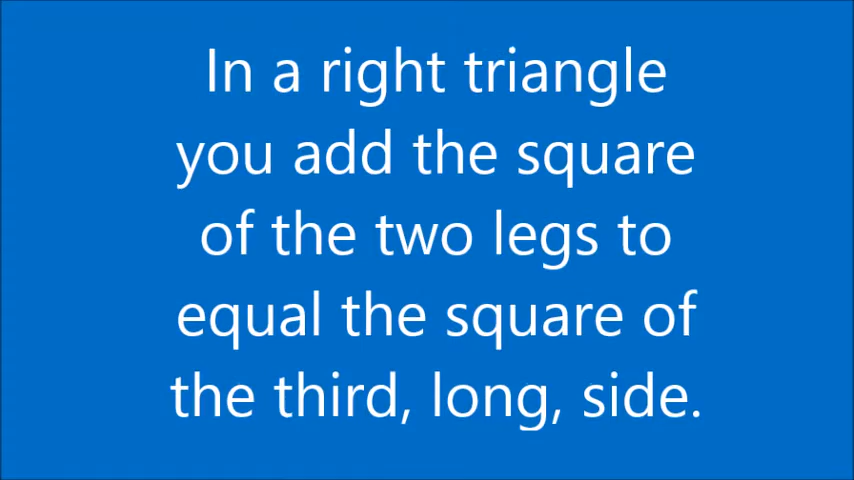 In a right triangle
you add the square
of the two legs to
equal the square of
the third, long, side.